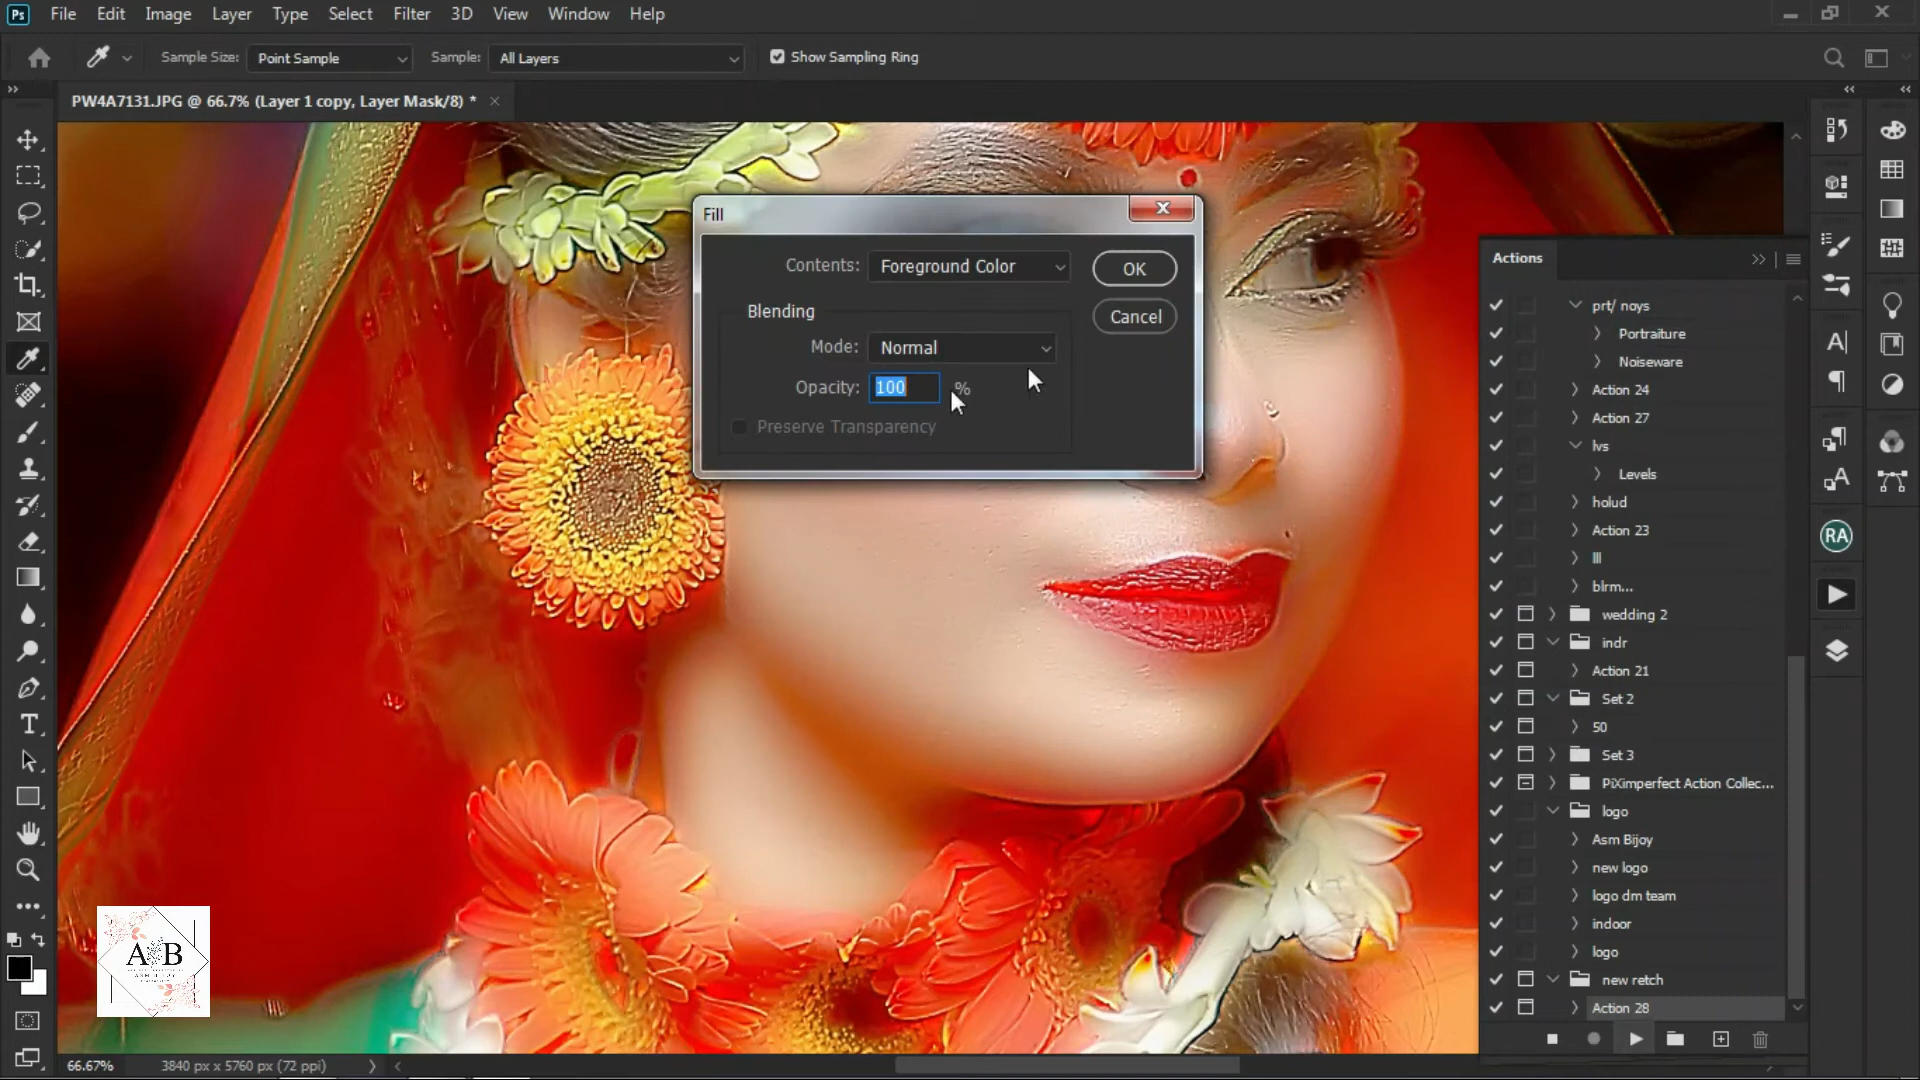 Ps File Edit Image Layer Type Select Filter 3D View Window Help
Sample Size: Point Sample Sample: All Layers Show Sampling Ring
PW4A7131.JPG @ 66.7% (Layer 1 copy, Layer Mask/8) *
Fill
Contents: Foreground Color OK
Blending
Cancel
Mode: Normal
Opacity: 100 %
Preserve Transparency
Actions
prt/ noys
Portraiture
Noiseware
Action 24
Action 27
lvs
Levels
holud
Action 23
lll
blrm...
wedding 2
indr
Action 21
Set 2
50
Set 3
PiXimperfect Action Collec...
logo
Asm Bijoy
new logo
logo dm team
indoor
logo
new retch
Action 28
RA
A B
66.67% 3840 px x 5760 px (72 ppi)